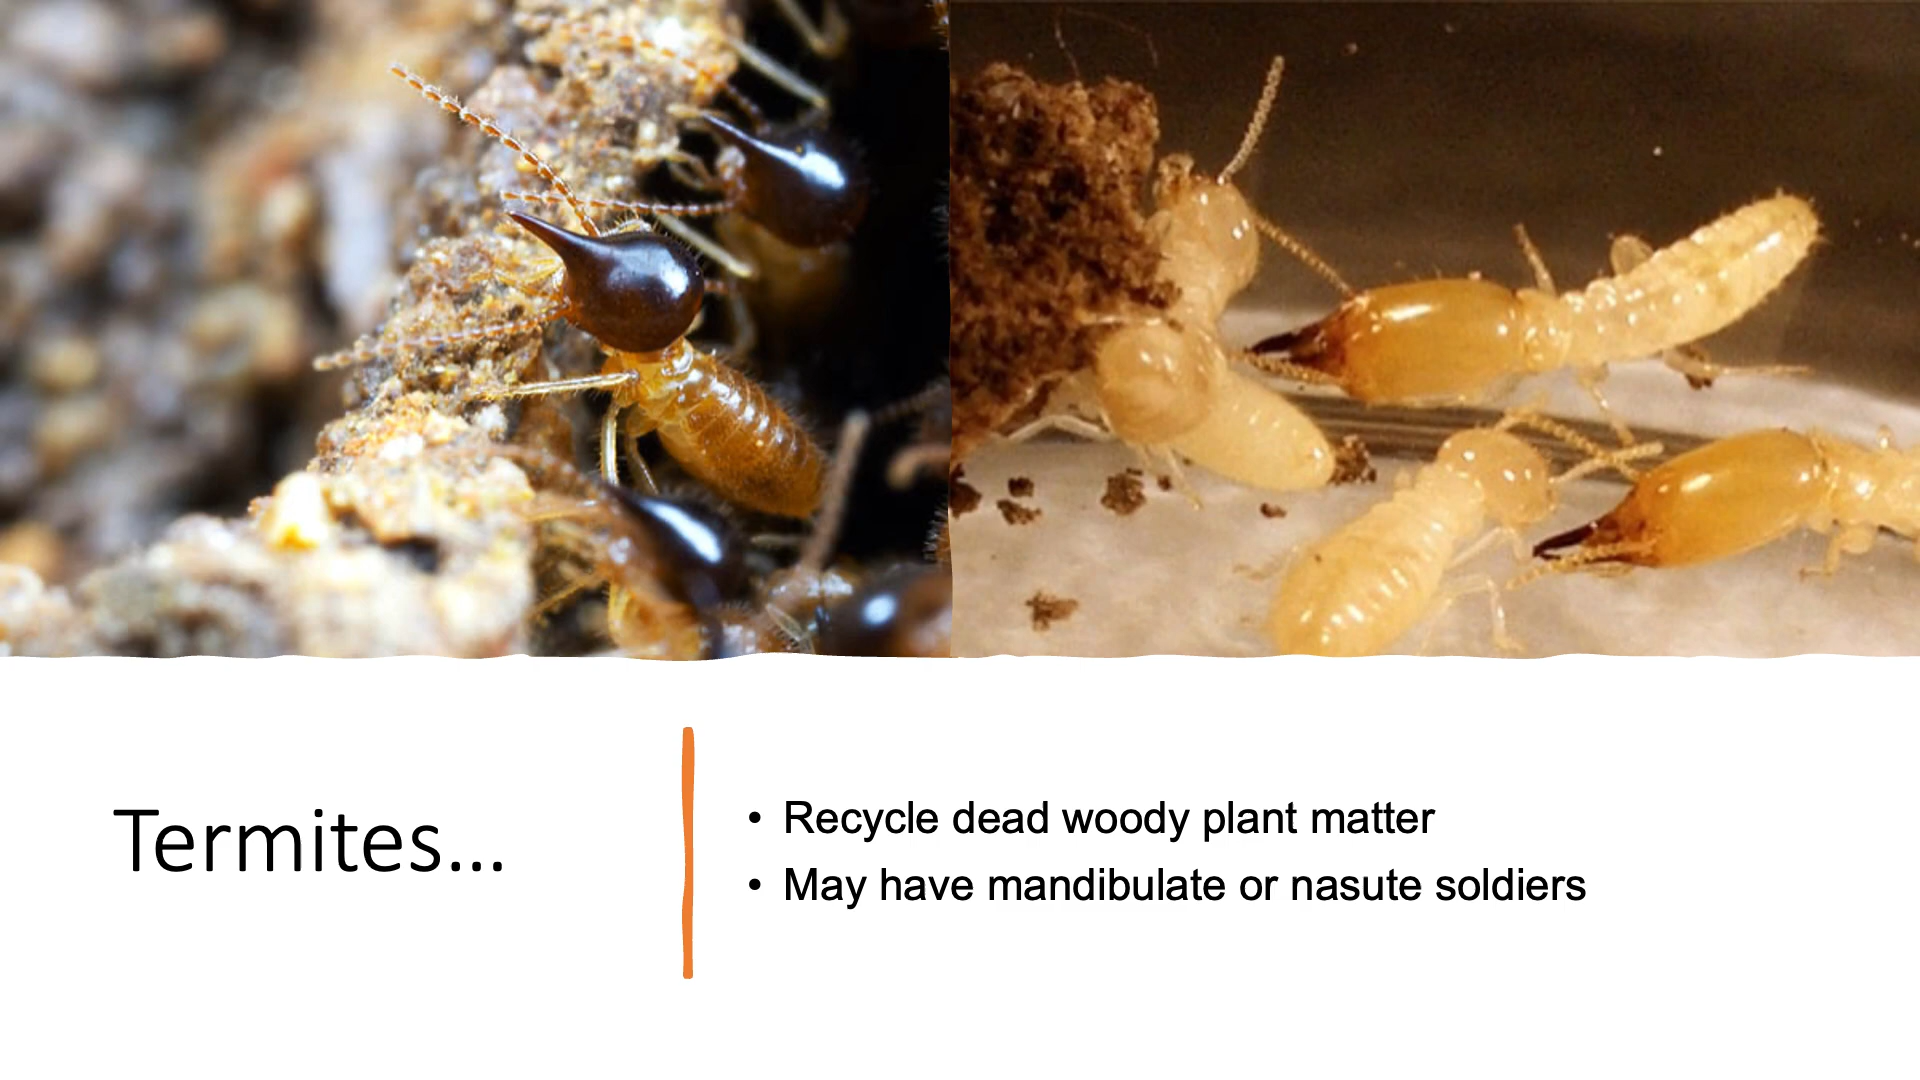 Termites...
• Recycle dead woody plant matter
• May have mandibulate or nasute soldiers